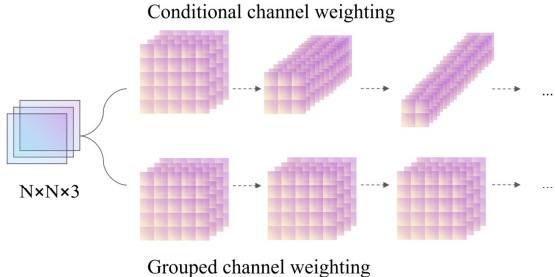 Conditional channel weighting
...
N×N×3
...
Grouped channel weighting